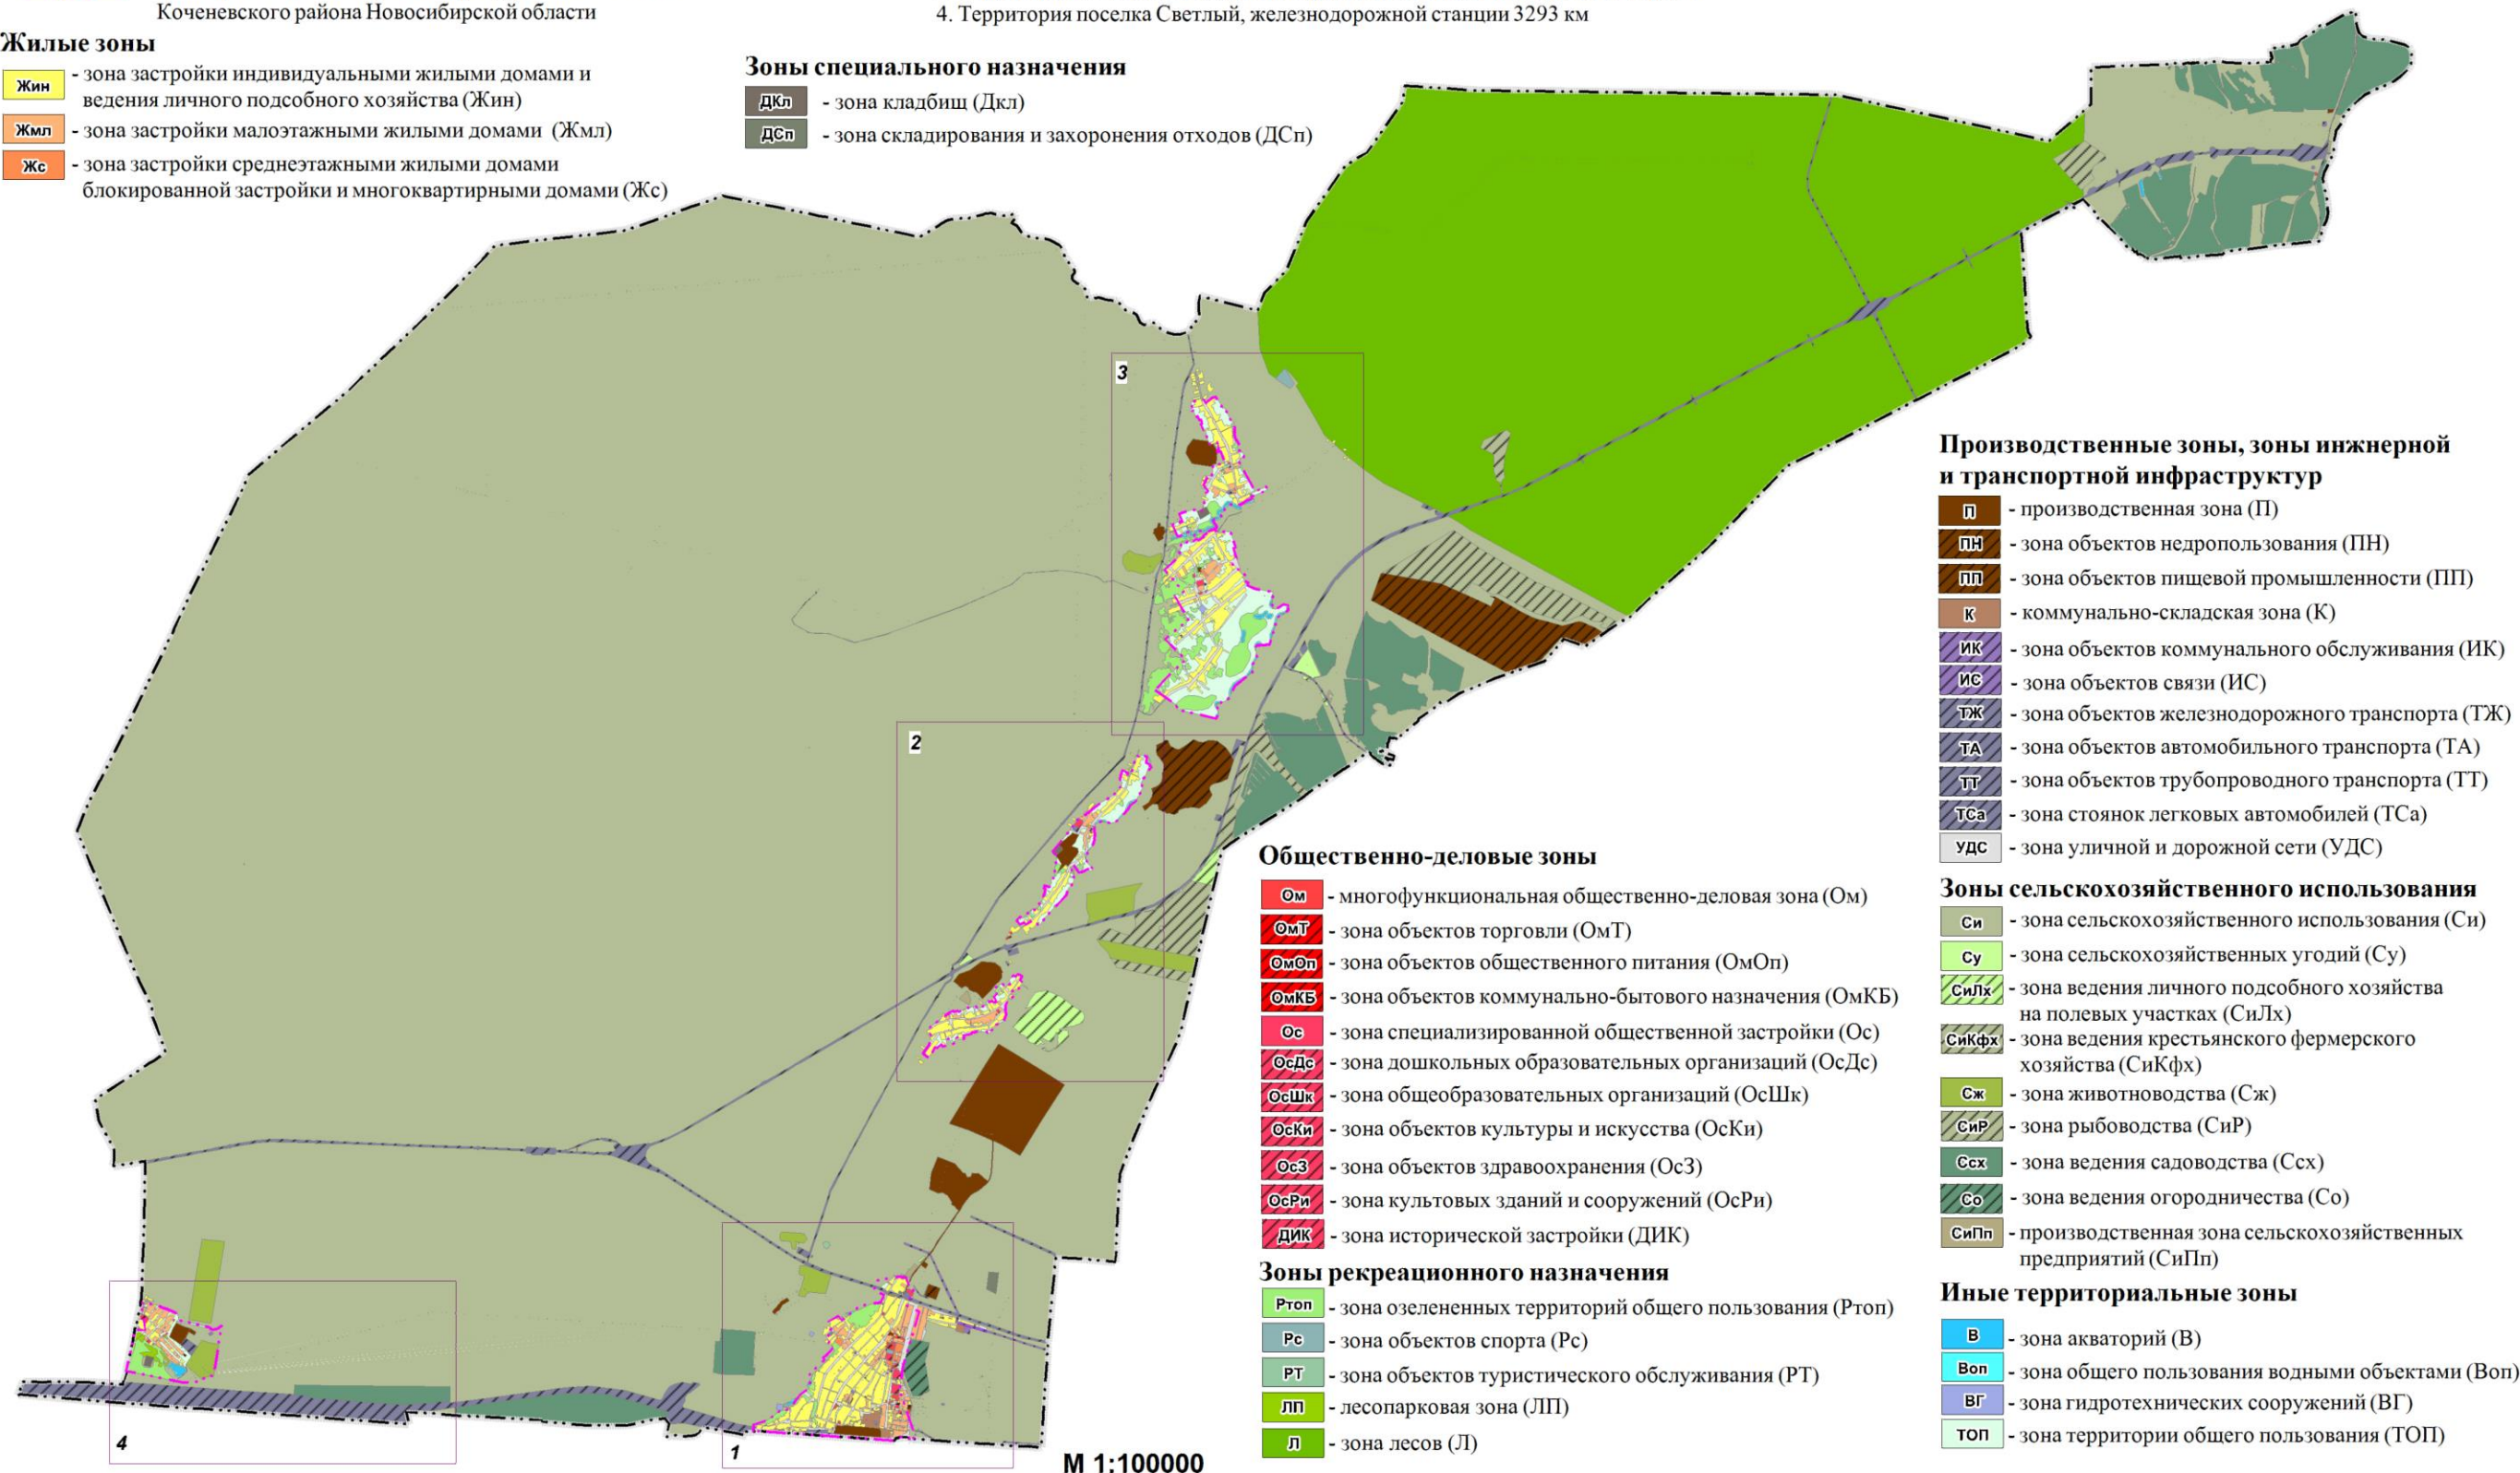 Коченевского района Новосибирской области
4. Территория поселка Светлый, железнодорожной станции 3293 км
Жилые зоны
Жин - зона застройки индивидуальными жилыми домами и
ведения личного подсобного хозяйства (Жин)
Жмл - зона застройки малоэтажными жилыми домами (Жмл)
Жс - зона застройки среднеэтажными жилыми домами
блокированной застройки и многоквартирными домами (Жс)
Зоны специального назначения
ДКл - зона кладбищ (Дкл)
ДСп - зона складирования и захоронения отходов (ДСп)
3
2
4
1
М 1:100000
Общественно-деловые зоны
Ом - многофункциональная общественно-деловая зона (Ом)
ОмТ - зона объектов торговли (ОмТ)
ОмОп - зона объектов общественного питания (ОмОп)
ОмКБ - зона объектов коммунально-бытового назначения (ОмКБ)
Ос - зона специализированной общественной застройки (Ос)
ОсДс - зона дошкольных образовательных организаций (ОсДс)
ОсШк - зона общеобразовательных организаций (ОсШк)
ОсКи - зона объектов культуры и искусства (ОсКи)
ОсЗ - зона объектов здравоохранения (ОсЗ)
ОсРи - зона культовых зданий и сооружений (ОсРи)
ДИК - зона исторической застройки (ДИК)
Зоны рекреационного назначения
Ртоп - зона озелененных территорий общего пользования (Ртоп)
Рс - зона объектов спорта (Рс)
РТ - зона объектов туристического обслуживания (РТ)
ЛП - лесопарковая зона (ЛП)
Л - зона лесов (Л)
Производственные зоны, зоны инжнерной
и транспортной инфраструктур
П - производственная зона (П)
ПН - зона объектов недропользования (ПН)
ПП - зона объектов пищевой промышленности (ПП)
К - коммунально-складская зона (К)
ИК - зона объектов коммунального обслуживания (ИК)
ИС - зона объектов связи (ИС)
ТЖ - зона объектов железнодорожного транспорта (ТЖ)
ТА - зона объектов автомобильного транспорта (ТА)
ТТ - зона объектов трубопроводного транспорта (ТТ)
ТСа - зона стоянок легковых автомобилей (ТСа)
УДС - зона уличной и дорожной сети (УДС)
Зоны сельскохозяйственного использования
Си - зона сельскохозяйственного использования (Си)
Су - зона сельскохозяйственных угодий (Су)
СиЛх - зона ведения личного подсобного хозяйства
на полевых участках (СиЛх)
СиКфх - зона ведения крестьянского фермерского
хозяйства (СиКфх)
Сж - зона животноводства (Сж)
СиР - зона рыбоводства (СиР)
Ссх - зона ведения садоводства (Ссх)
Со - зона ведения огородничества (Со)
СиПп - производственная зона сельскохозяйственных
предприятий (СиПп)
Иные территориальные зоны
В - зона акваторий (В)
Воп - зона общего пользования водными объектами (Воп)
ВГ - зона гидротехнических сооружений (ВГ)
ТОП - зона территории общего пользования (ТОП)